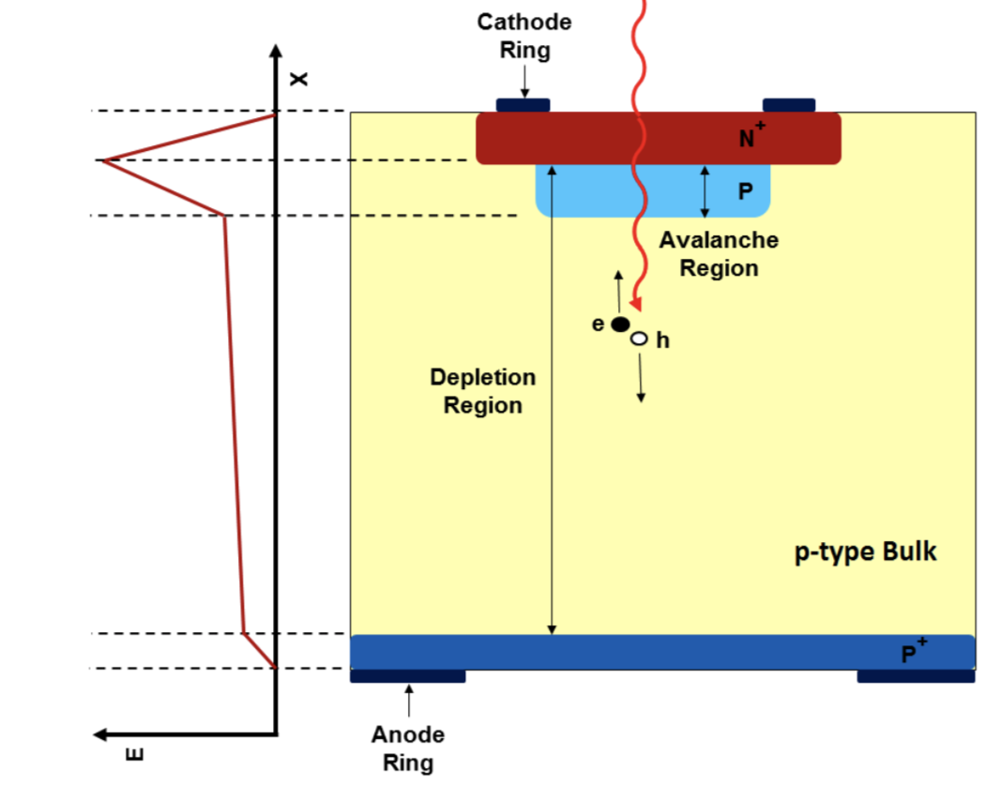 Cathode
Ring
X
N+
P
Avalanche
Region
e
h
Depletion
Region
p-type Bulk
P+
E
Anode
Ring